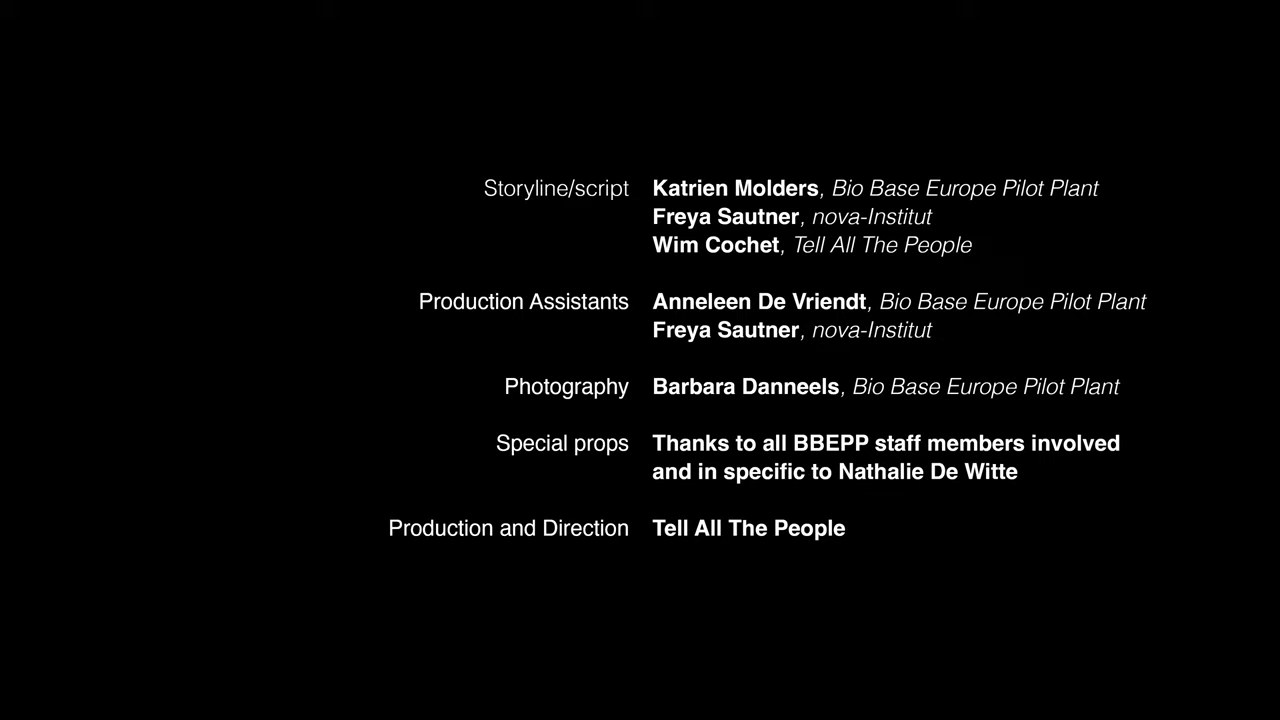 Storyline/script Katrien Molders, Bio Base Europe Pilot Plant
Freya Sautner, nova-Institut
Wim Cochet, Tell All The People
Production Assistants Anneleen De Vriendt, Bio Base Europe Pilot Plant
Freya Sautner, nova-Institut
Photography Barbara Danneels, Bio Base Europe Pilot Plant
Special props Thanks to all BBEPP staff members involved
and in specific to Nathalie De Witte
Production and Direction Tell All The People